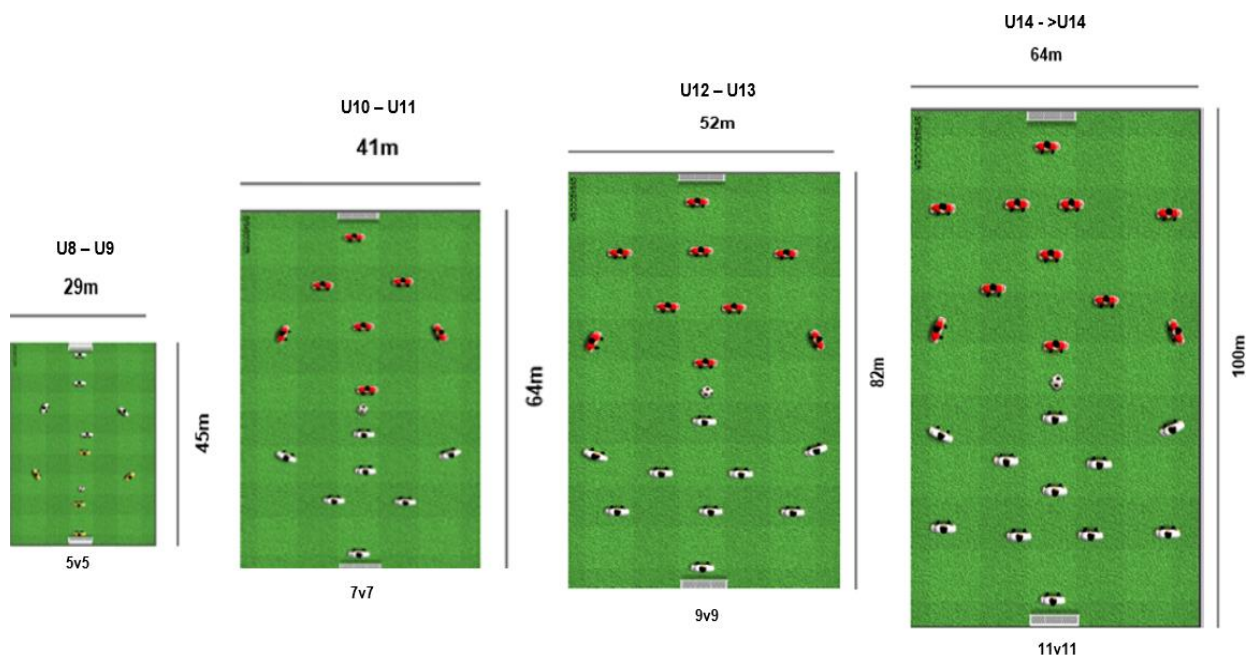 U8 – U9
29m
45m
5v5
U10 – U11
41m
64m
7v7
U12 – U13
52m
82m
9v9
U14 - >U14
64m
100m
11v11